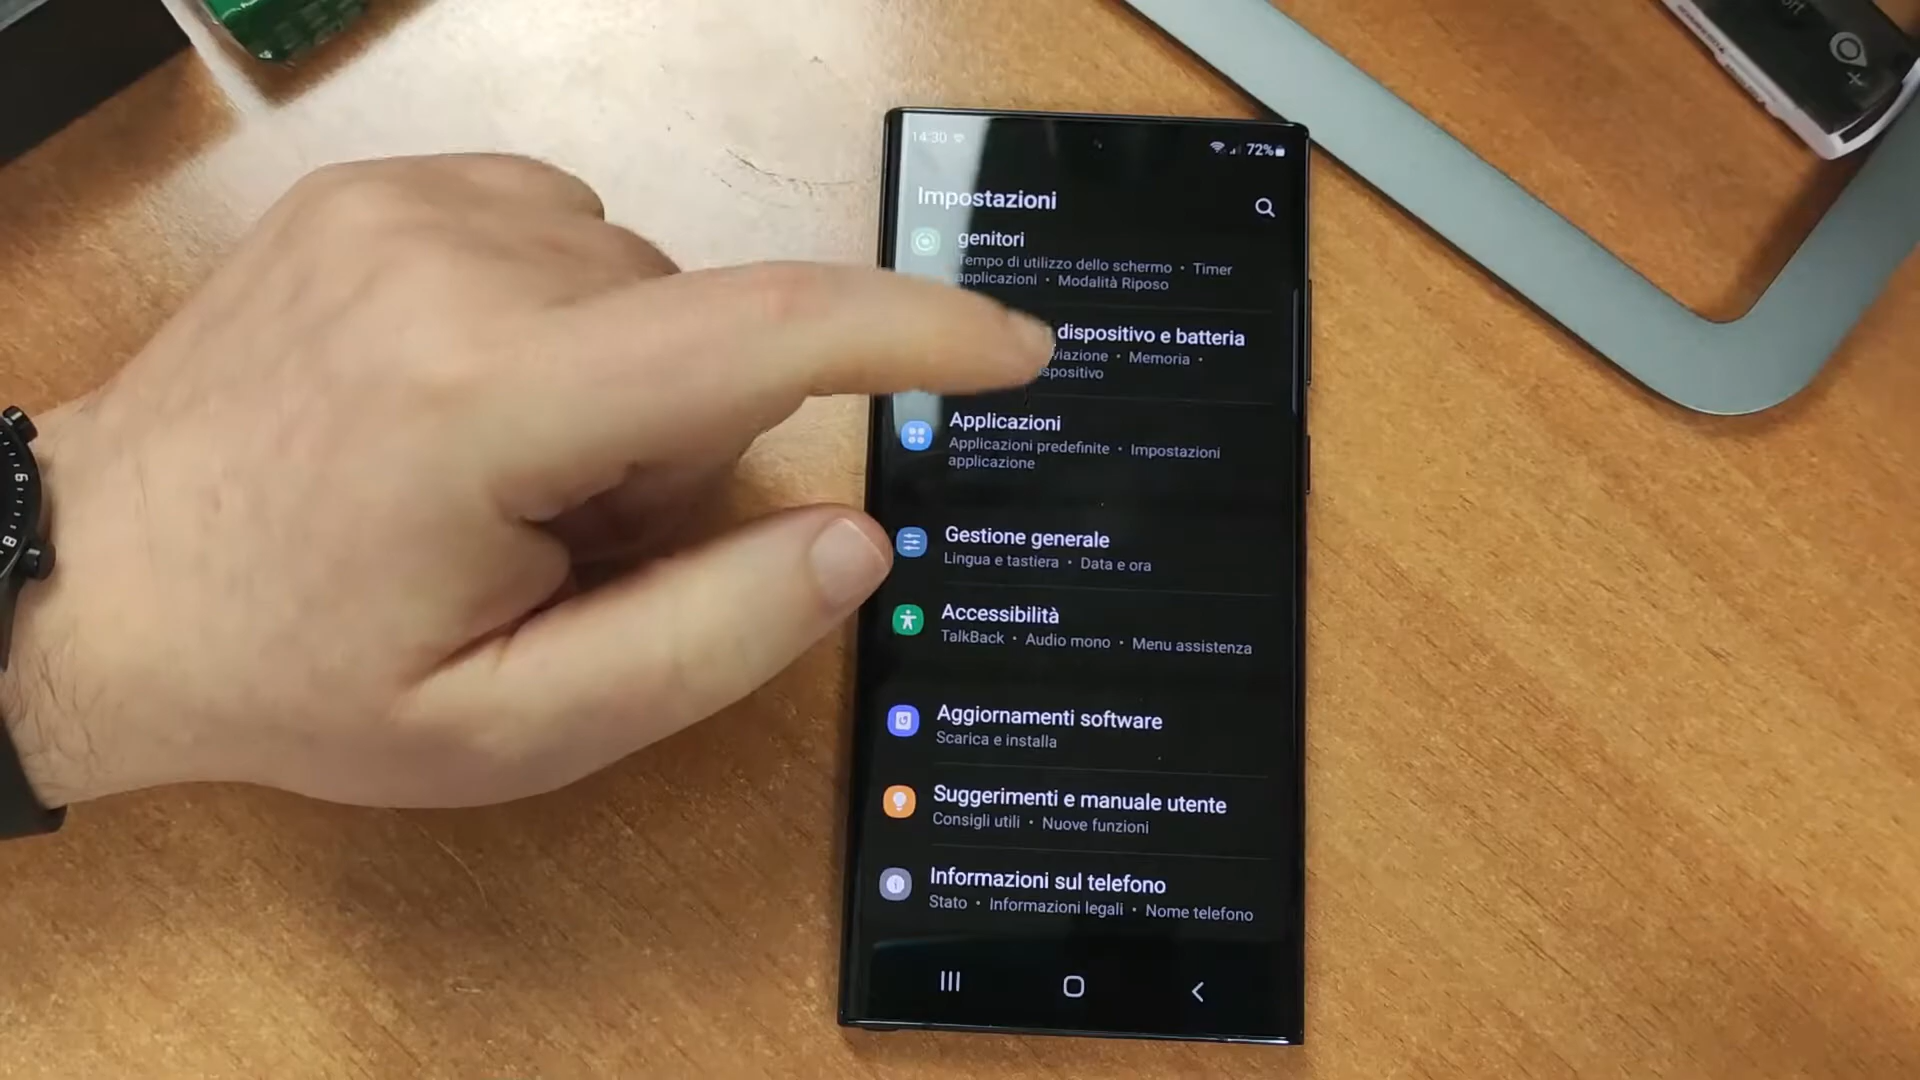 14:30
72%
Impostazioni
genitori
Tempo di utilizzo dello schermo • Timer
applicazioni • Modalità Riposo
dispositivo e batteria
• Memoria •
Applicazioni
Applicazioni predefinite • Impostazioni
applicazione
Gestione generale
Lingua e tastiera • Data e ora
Accessibilità
TalkBack • Audio mono • Menu assistenza
Aggiornamenti software
Scarica e installa
Suggerimenti e manuale utente
Consigli utili • Nuove funzioni
Informazioni sul telefono
Stato • Informazioni legali • Nome telefono
6
8